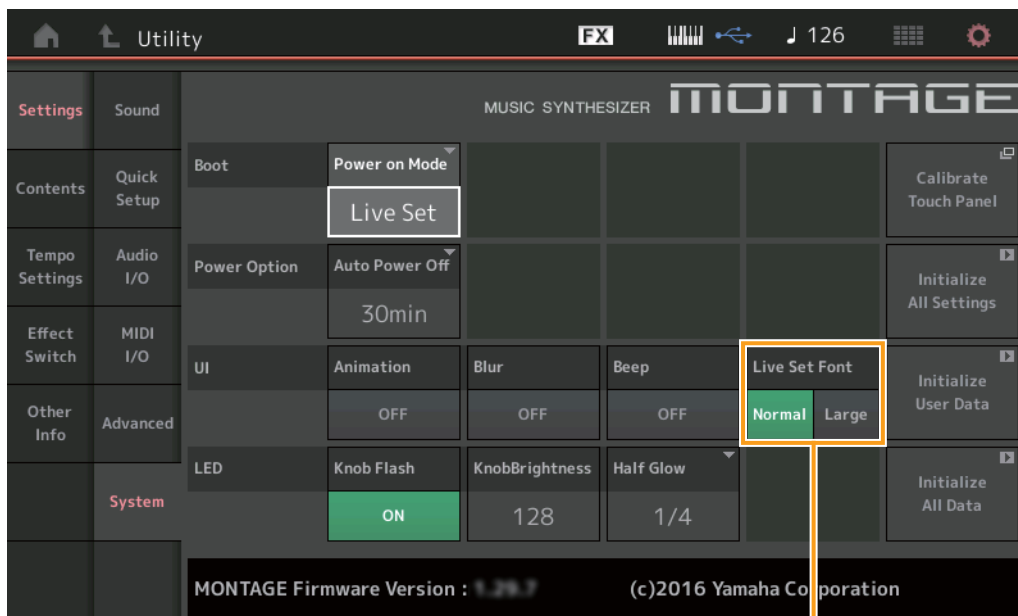 Utility
FX
126
Settings
Sound
MUSIC SYNTHESIZER MONTAGE
Contents
Quick
Setup
Boot
Power on Mode
Live Set
Calibrate
Touch Panel
Tempo
Settings
Audio
I/O
Power Option
Auto Power Off
30min
Initialize
All Settings
Effect
Switch
MIDI
I/O
UI
Animation
OFF
Blur
OFF
Beep
OFF
Live Set Font
Normal
Large
Initialize
User Data
Other
Info
Advanced
LED
Knob Flash
ON
KnobBrightness
128
Half Glow
1/4
Initialize
All Data
System
MONTAGE Firmware Version :
(c)2016 Yamaha Corporation